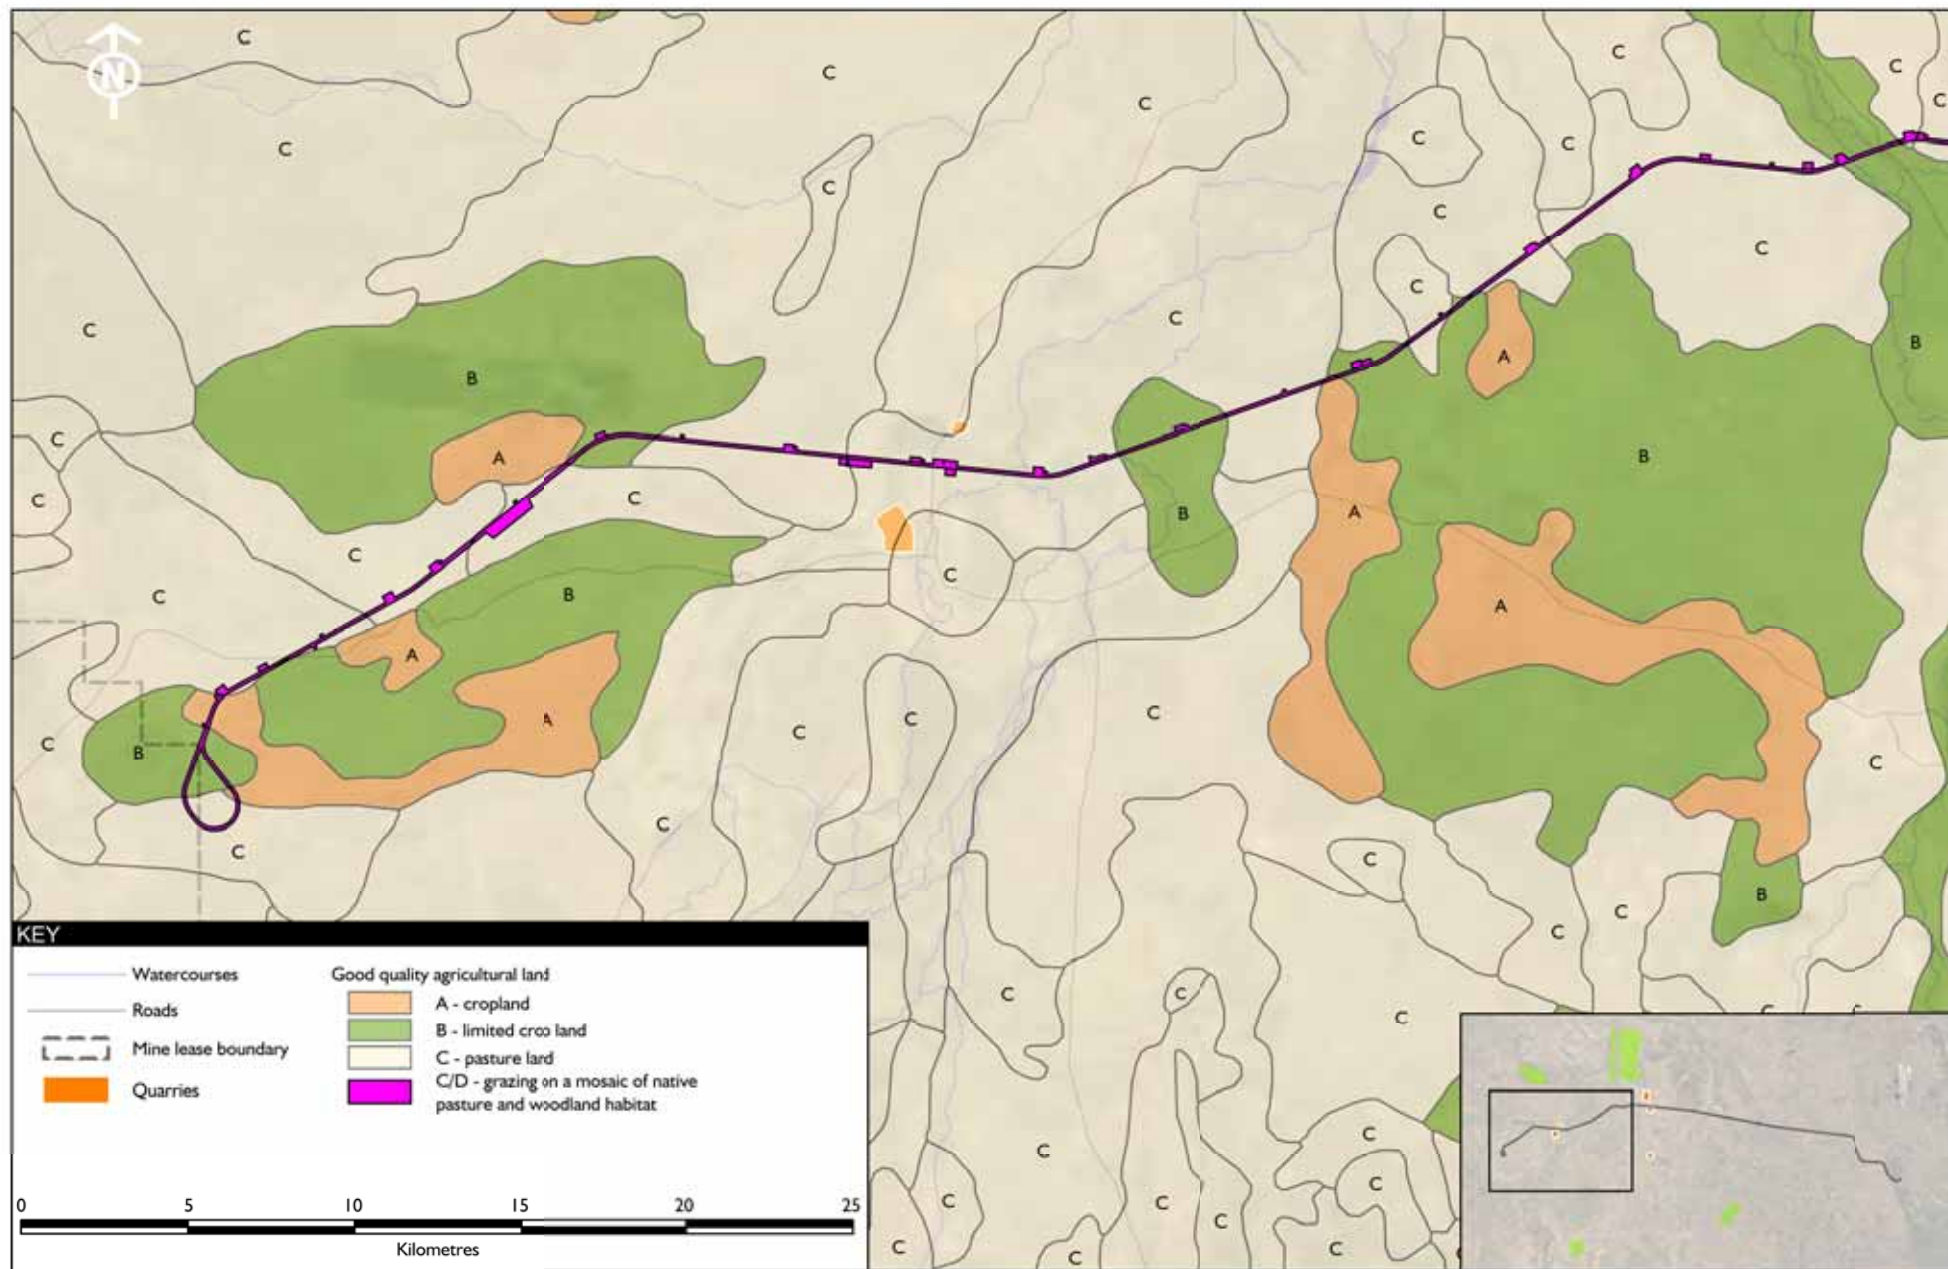 C
C
C
C
N
C
C
C
C
C
C
C
C
C
C
C
B
A
B
C
A
B
C
C
B
A
C
C
C
B
A
A
C
C
A
C
C
B
C
C
C
C
B
C
C
C
C
C
C
C
C
C
C
C
C
C
C
KEY
Watercourses
Roads
Mine lease boundary
Quarries
Good quality agricultural land
A - cropland
B - limited crop land
C - pasture land
C/D - grazing on a mosaic of native
pasture and woodland habitat
0 5 10 15 20 25
Kilometres